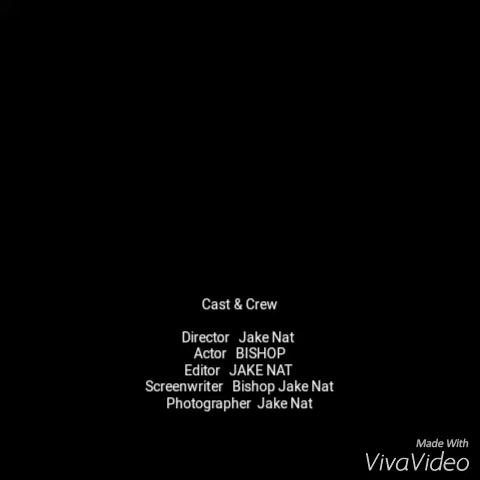 Cast & Crew
Director Jake Nat
Actor BISHOP
Editor JAKE NAT
Screenwriter Bishop Jake Nat
Photographer Jake Nat
Made With
VivaVideo